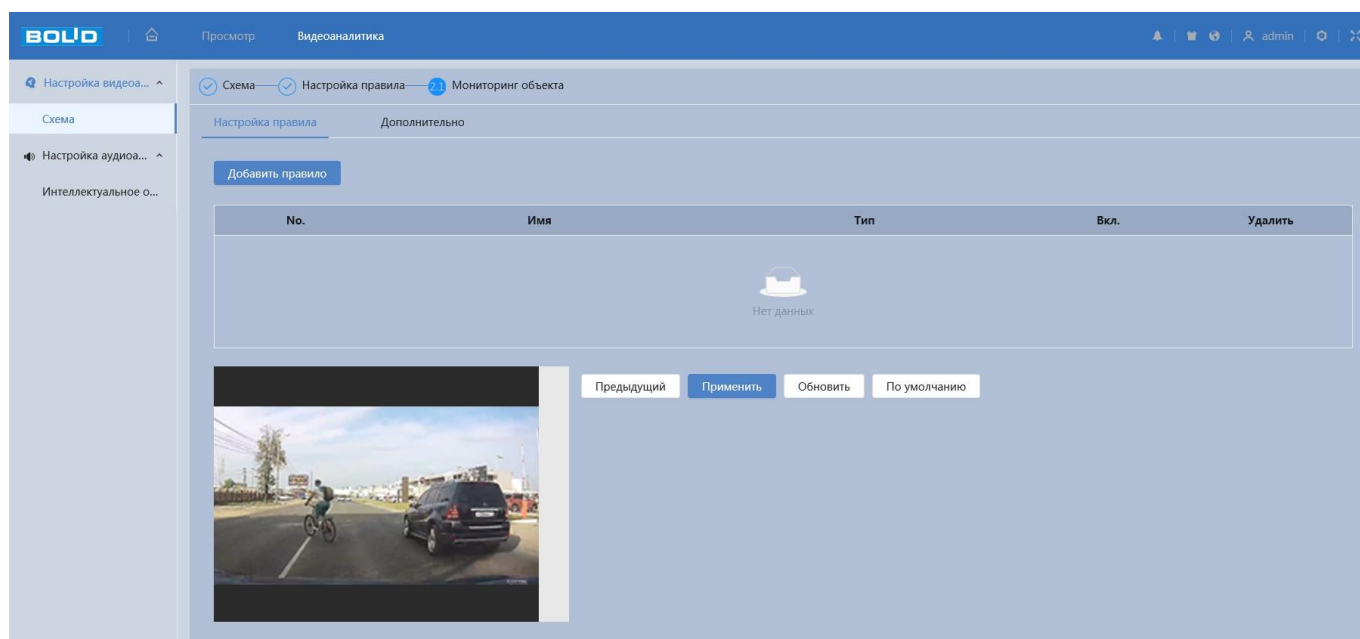 BOLID Просмотр Видеоаналитика admin
Настройка видеоа...
Схема
Настройка аудиоа...
Интеллектуальное о...
Схема Настройка правила 2.1 Мониторинг объекта
Настройка правила Дополнительно
Добавить правило
No. Имя Тип Вкл. Удалить
Нет данных
Предыдущий Применить Обновить По умолчанию